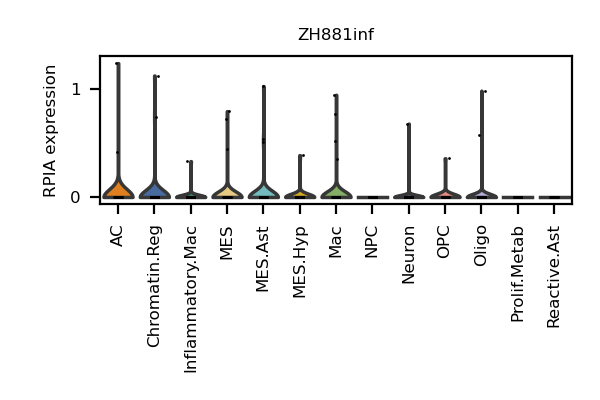 ZH881inf
RPIA expression
1
0
AC
Chromatin.Reg
Inflammatory.Mac
MES
MES.Ast
MES.Hyp
Mac
NPC
Neuron
OPC
Oligo
Prolif.Metab
Reactive.Ast